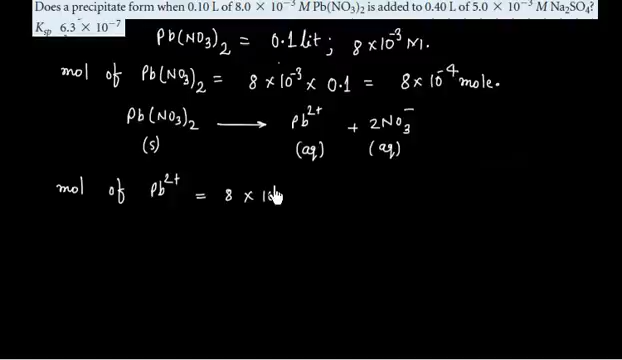 Does a precipitate form when 0.10 L of 8.0 × 10⁻³ M Pb(NO₃)₂ is added to 0.40 L of 5.0 × 10⁻³ M Na₂SO₄?
Ksp 6.3 × 10⁻⁷
Pb(NO₃)₂ = 0.1 lit ; 8×10⁻³ M.
mol of Pb(NO₃)₂ = 8 × 10⁻³ × 0.1 = 8×10⁻⁴ mole.
Pb(NO₃)₂ ⟶ Pb²⁺ + 2NO₃⁻
(s) (aq) (aq)
mol of Pb²⁺ = 8 × 10